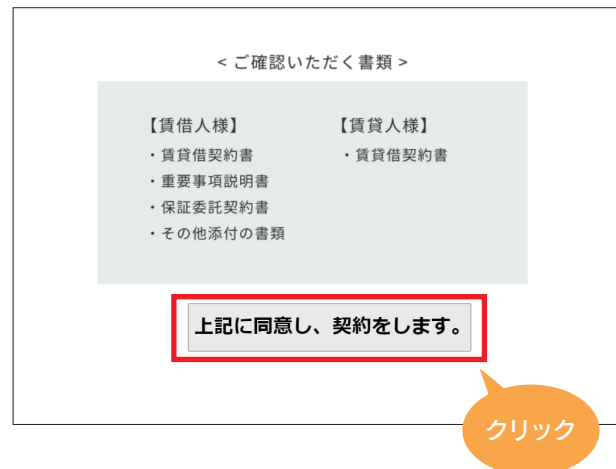 < ご確認いただく書類 >
【賃借人様】
・賃貸借契約書
・重要事項説明書
・保証委託契約書
・その他添付の書類
【賃貸人様】
・賃貸借契約書
上記に同意し、契約をします。
クリック